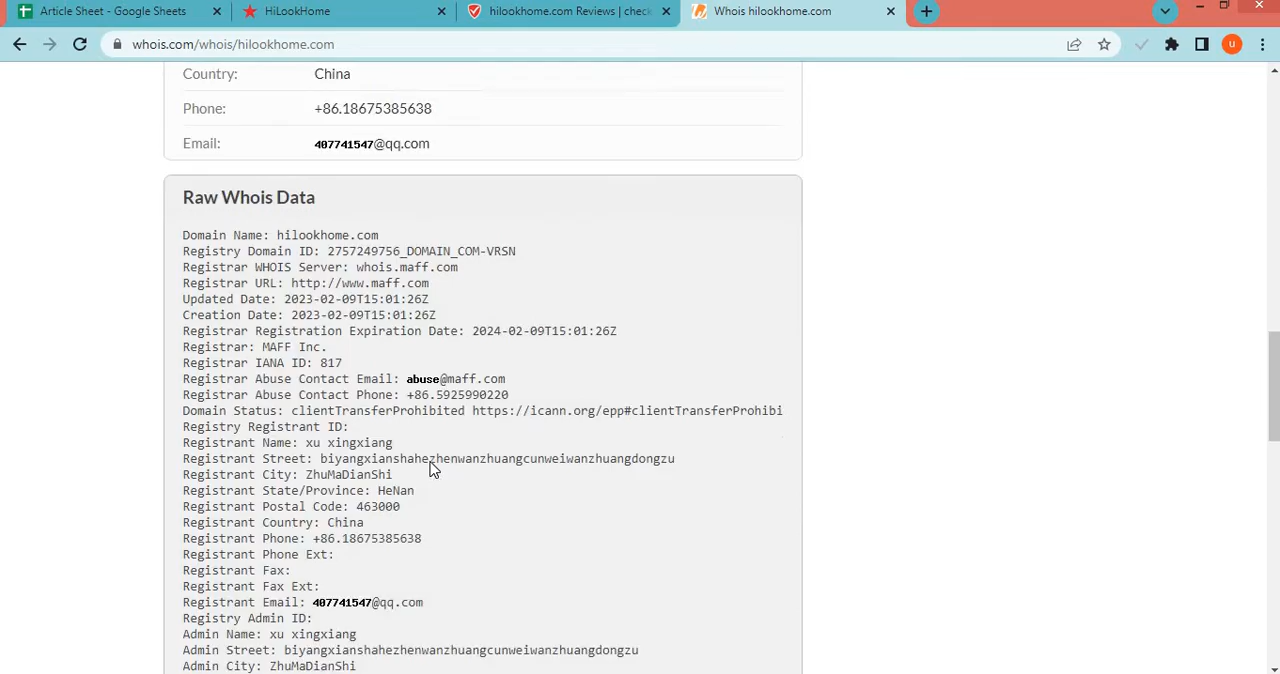 Article Sheet - Google Sheets
HiLookHome
hilookhome.com Reviews | check
Whois hilookhome.com
whois.com/whois/hilookhome.com
u
Country: China
Phone: +86.18675385638
Email: 407741547@qq.com
Raw Whois Data
Domain Name: hilookhome.com
Registry Domain ID: 2757249756_DOMAIN_COM-VRSN
Registrar WHOIS Server: whois.maff.com
Registrar URL: http://www.maff.com
Updated Date: 2023-02-09T15:01:26Z
Creation Date: 2023-02-09T15:01:26Z
Registrar Registration Expiration Date: 2024-02-09T15:01:26Z
Registrar: MAFF Inc.
Registrar IANA ID: 817
Registrar Abuse Contact Email: abuse@maff.com
Registrar Abuse Contact Phone: +86.5925990220
Domain Status: clientTransferProhibited https://icann.org/epp#clientTransferProhibi
Registry Registrant ID:
Registrant Name: xu xingxiang
Registrant Street: biyangxianshahezhenwanzhuangcunweiwanzhuangdongzu
Registrant City: ZhuMaDianShi
Registrant State/Province: HeNan
Registrant Postal Code: 463000
Registrant Country: China
Registrant Phone: +86.18675385638
Registrant Phone Ext:
Registrant Fax:
Registrant Fax Ext:
Registrant Email: 407741547@qq.com
Registry Admin ID:
Admin Name: xu xingxiang
Admin Street: biyangxianshahezhenwanzhuangcunweiwanzhuangdongzu
Admin City: ZhuMaDianShi